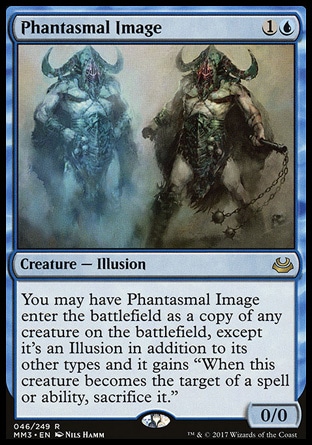 Phantasmal Image 1
Creature — Illusion
You may have Phantasmal Image
enter the battlefield as a copy of any
creature on the battlefield, except
it's an Illusion in addition to its
other types and it gains “When this
creature becomes the target of a spell
or ability, sacrifice it.”
0/0
046/249 R
MM3 • EN Nils Hamm
™ & © 2017 Wizards of the Coast